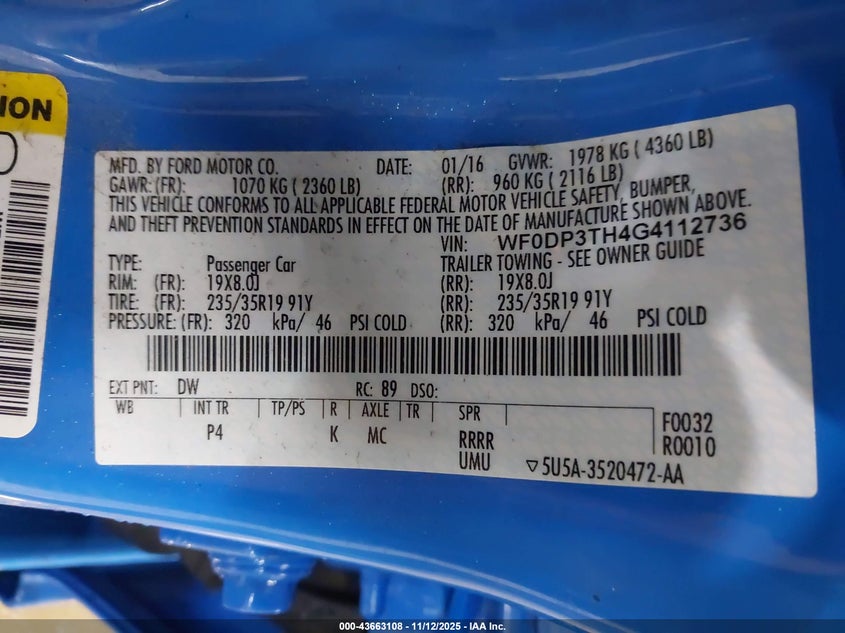 ION
MFD. BY FORD MOTOR CO. DATE: 01/16 GVWR: 1978 KG ( 4360 LB)
GAWR: (FR): 1070 KG ( 2360 LB) (RR): 960 KG ( 2116 LB)
THIS VEHICLE CONFORMS TO ALL APPLICABLE FEDERAL MOTOR VEHICLE SAFETY, BUMPER,
AND THEFT PREVENTION STANDARDS IN EFFECT ON THE DATE OF MANUFACTURE SHOWN ABOVE.
VIN: WF0DP3TH4G4112736
TYPE: Passenger Car TRAILER TOWING - SEE OWNER GUIDE
RIM: (FR): 19X8.0J (RR): 19X8.0J
TIRE: (FR): 235/35R19 91Y (RR): 235/35R19 91Y
PRESSURE: (FR): 320 kPa/ 46 PSI COLD (RR): 320 kPa/ 46 PSI COLD
EXT PNT: DW RC: 89 DSO:
WB INT TR TP/PS R AXLE TR SPR F0032
P4 K MC RRRR R0010
UMU ▽5U5A-3520472-AA
000-43663108 - 11/12/2025 - IAA Inc.